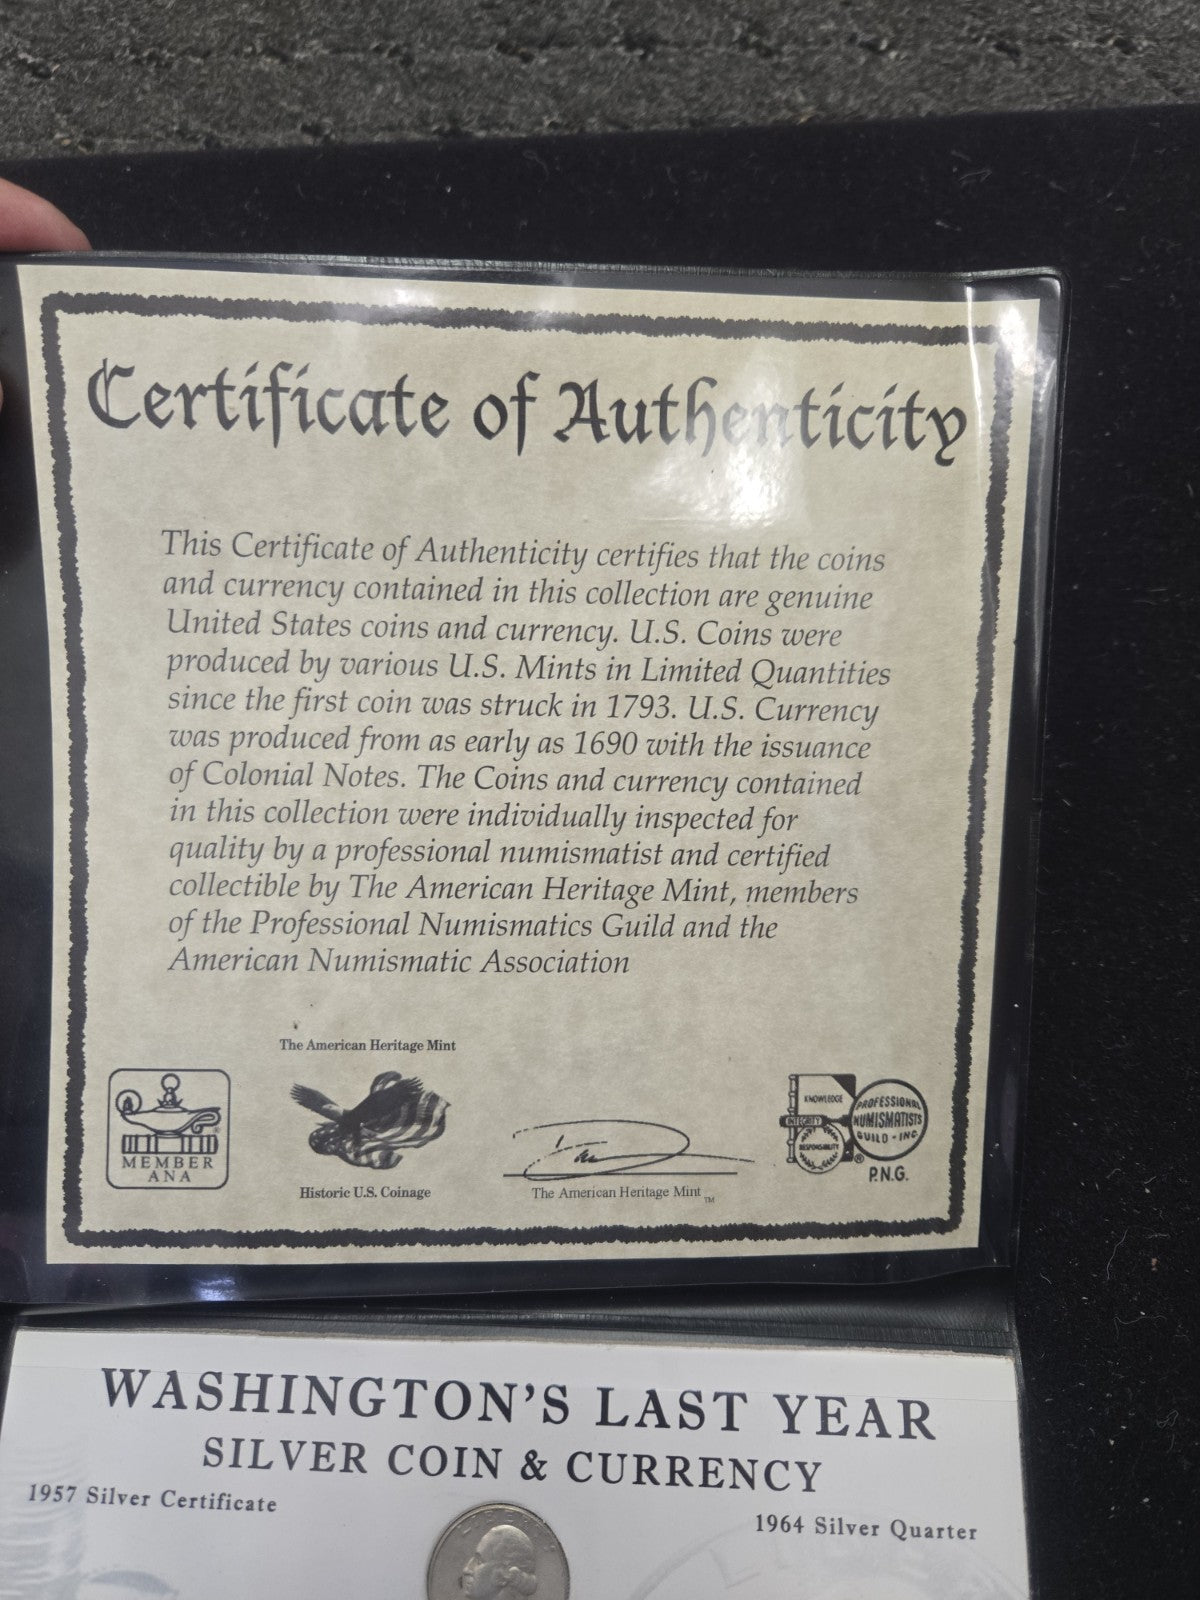 Certificate of Authenticity
This Certificate of Authenticity certifies that the coins
and currency contained in this collection are genuine
United States coins and currency. U.S. Coins were
produced by various U.S. Mints in Limited Quantities
since the first coin was struck in 1793. U.S. Currency
was produced from as early as 1690 with the issuance
of Colonial Notes. The Coins and currency contained
in this collection were individually inspected for
quality by a professional numismatist and certified
collectible by The American Heritage Mint, members
of the Professional Numismatics Guild and the
American Numismatic Association
The American Heritage Mint
Historic U.S. Coinage
MEMBER
ANA
The American Heritage Mint ™
KNOWLEDGE
INTEGRITY
RESPONSIBILITY
PROFESSIONAL
NUMISMATISTS
GUILD - INC
®
P.N.G.
WASHINGTON'S LAST YEAR
SILVER COIN & CURRENCY
1957 Silver Certificate
1964 Silver Quarter